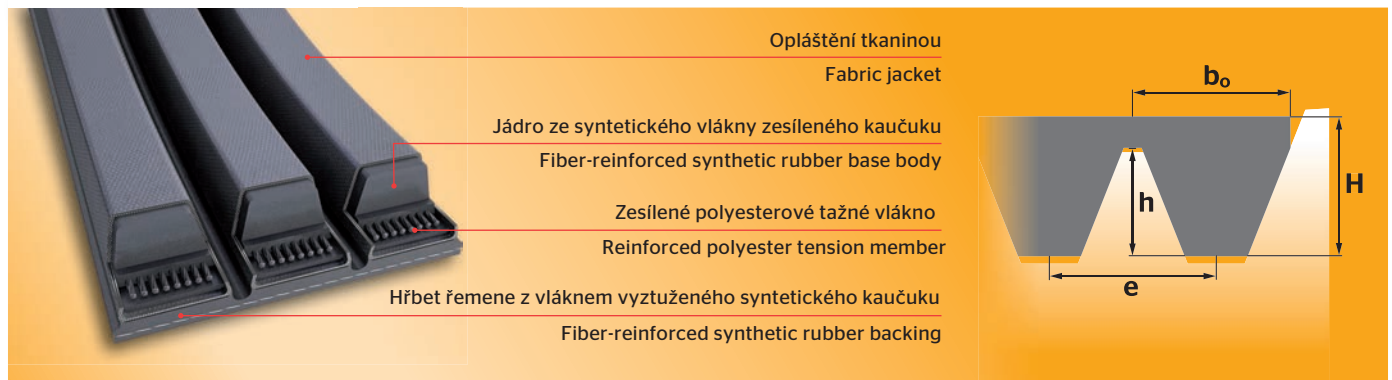 Opláštění tkaninou
Fabric jacket
Jádro ze syntetického vlákny zesíleného kaučuku
Fiber-reinforced synthetic rubber base body
Zesílené polyesterové tažné vlákno
Reinforced polyester tension member
Hřbet řemene z vláknem vyztuženého syntetického kaučuku
Fiber-reinforced synthetic rubber backing
bₒ
h
H
e